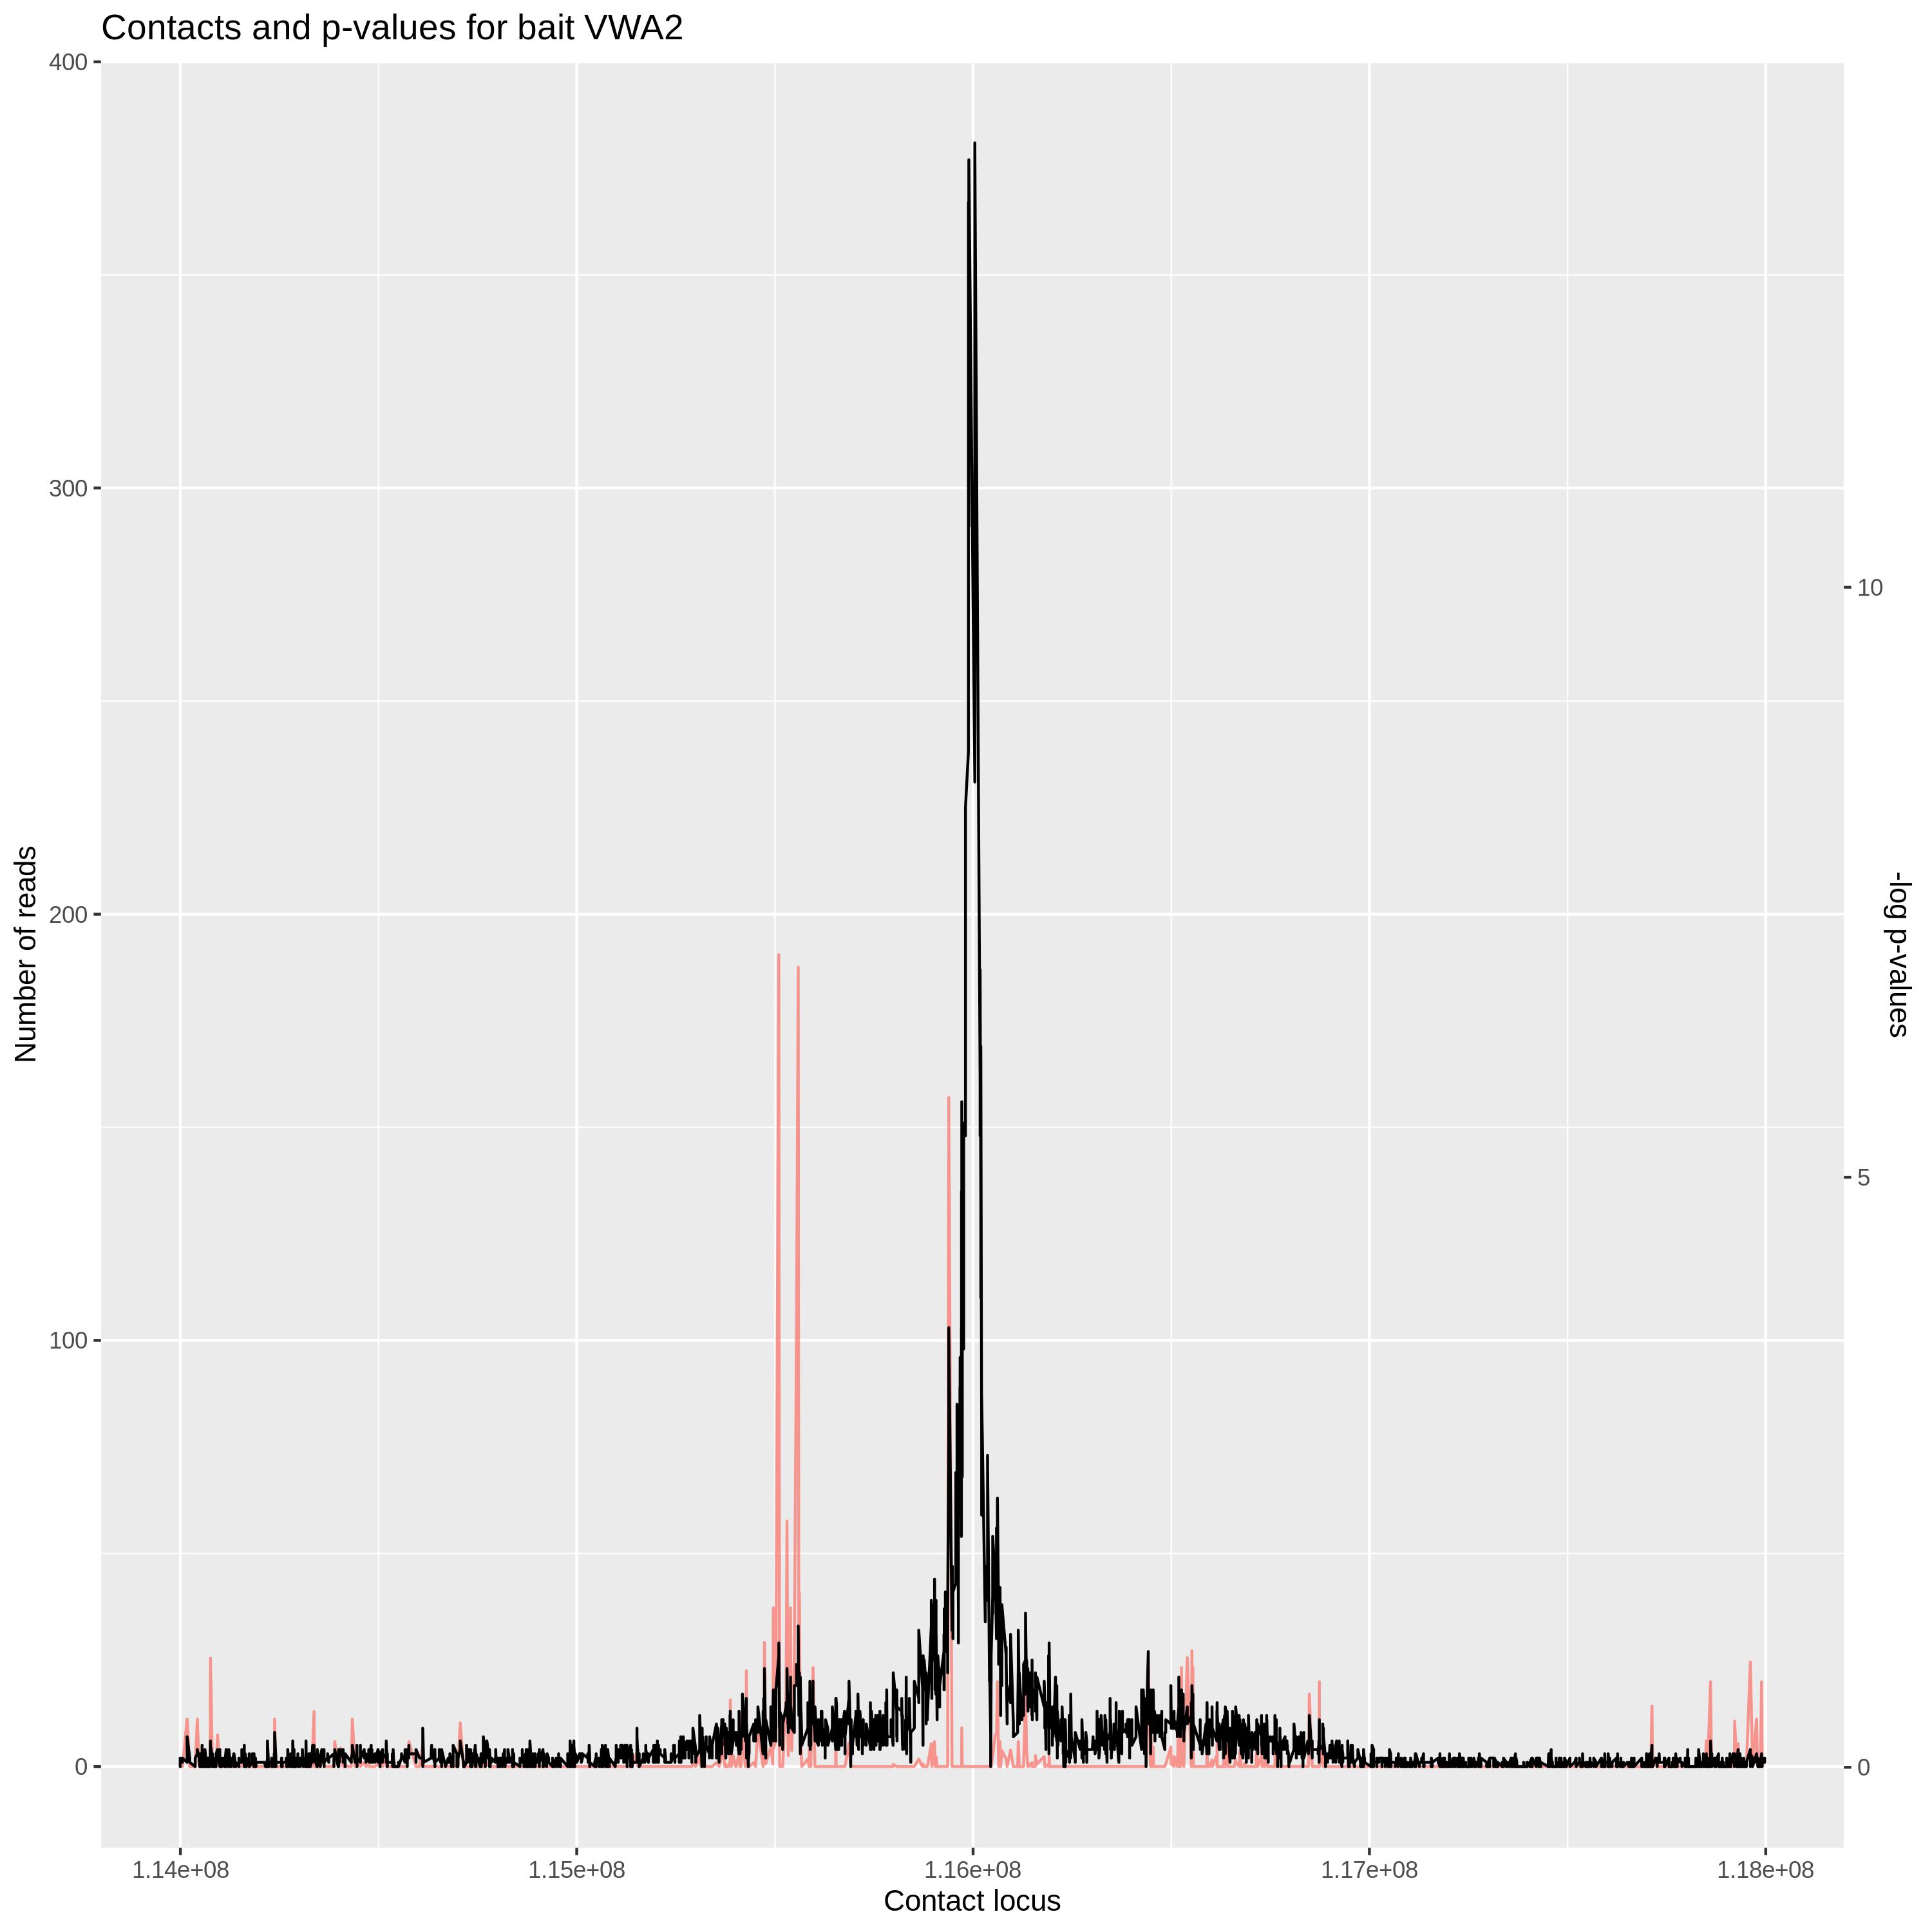 Contacts and p-values for bait VWA2
400
300
200
100
0
Number of reads
10
5
0
-log p-values
1.14e+08
1.15e+08
1.16e+08
1.17e+08
1.18e+08
Contact locus